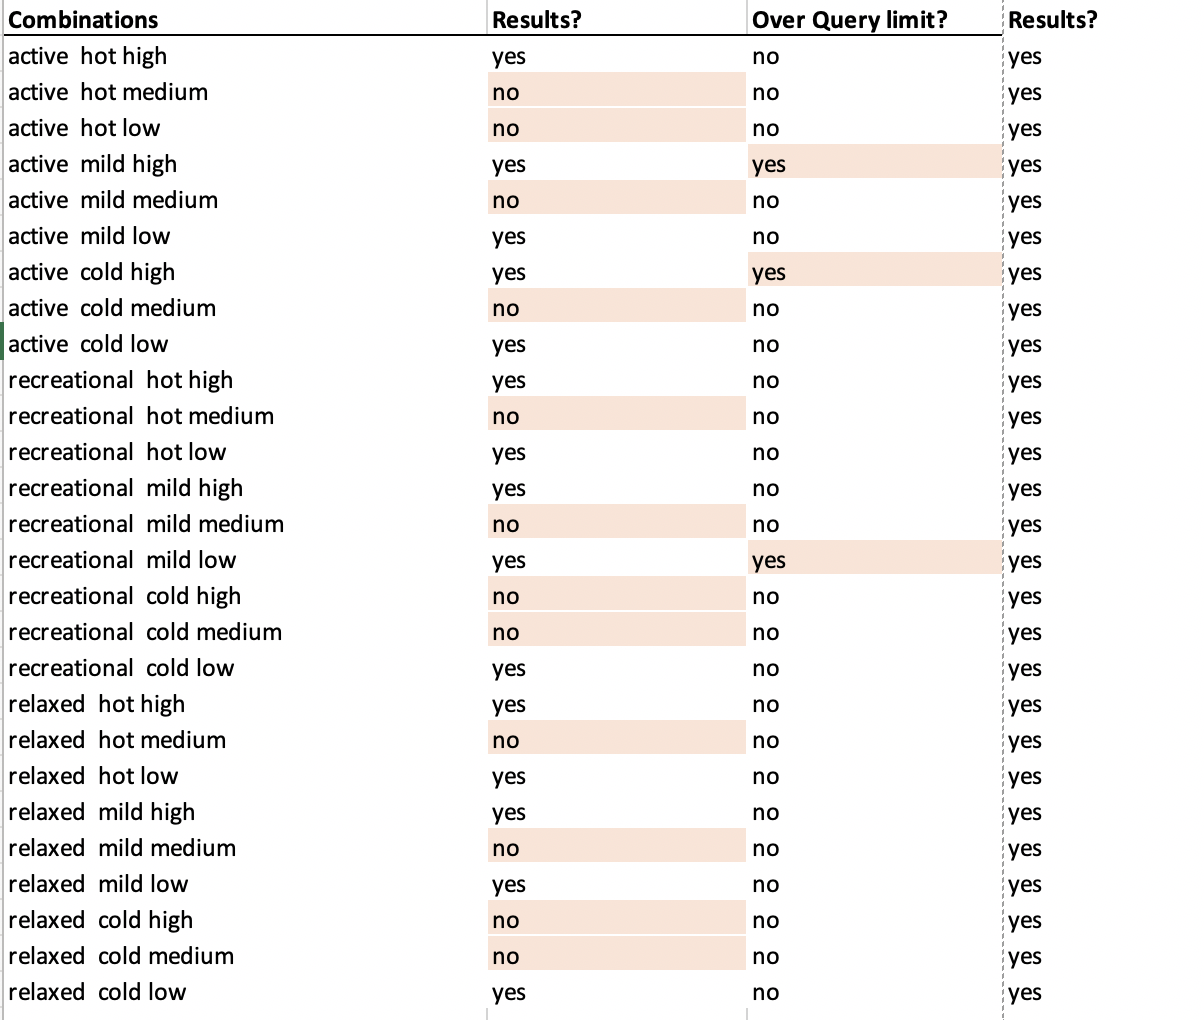 Combinations Results? Over Query limit? Results?
active hot high yes no yes
active hot medium no no yes
active hot low no no yes
active mild high yes yes yes
active mild medium no no yes
active mild low yes no yes
active cold high yes yes yes
active cold medium no no yes
active cold low yes no yes
recreational hot high yes no yes
recreational hot medium no no yes
recreational hot low yes no yes
recreational mild high yes no yes
recreational mild medium no no yes
recreational mild low yes yes yes
recreational cold high no no yes
recreational cold medium no no yes
recreational cold low yes no yes
relaxed hot high yes no yes
relaxed hot medium no no yes
relaxed hot low yes no yes
relaxed mild high yes no yes
relaxed mild medium no no yes
relaxed mild low yes no yes
relaxed cold high no no yes
relaxed cold medium no no yes
relaxed cold low yes no yes